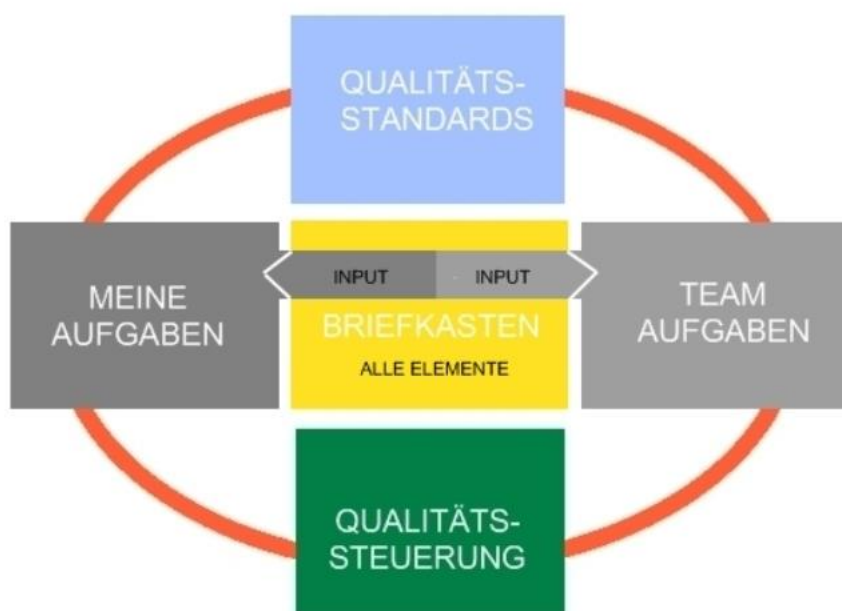 QUALITÄTS-
STANDARDS
MEINE
AUFGABEN
INPUT
INPUT
BRIEFKASTEN
ALLE ELEMENTE
TEAM
AUFGABEN
QUALITÄTS-
STEUERUNG